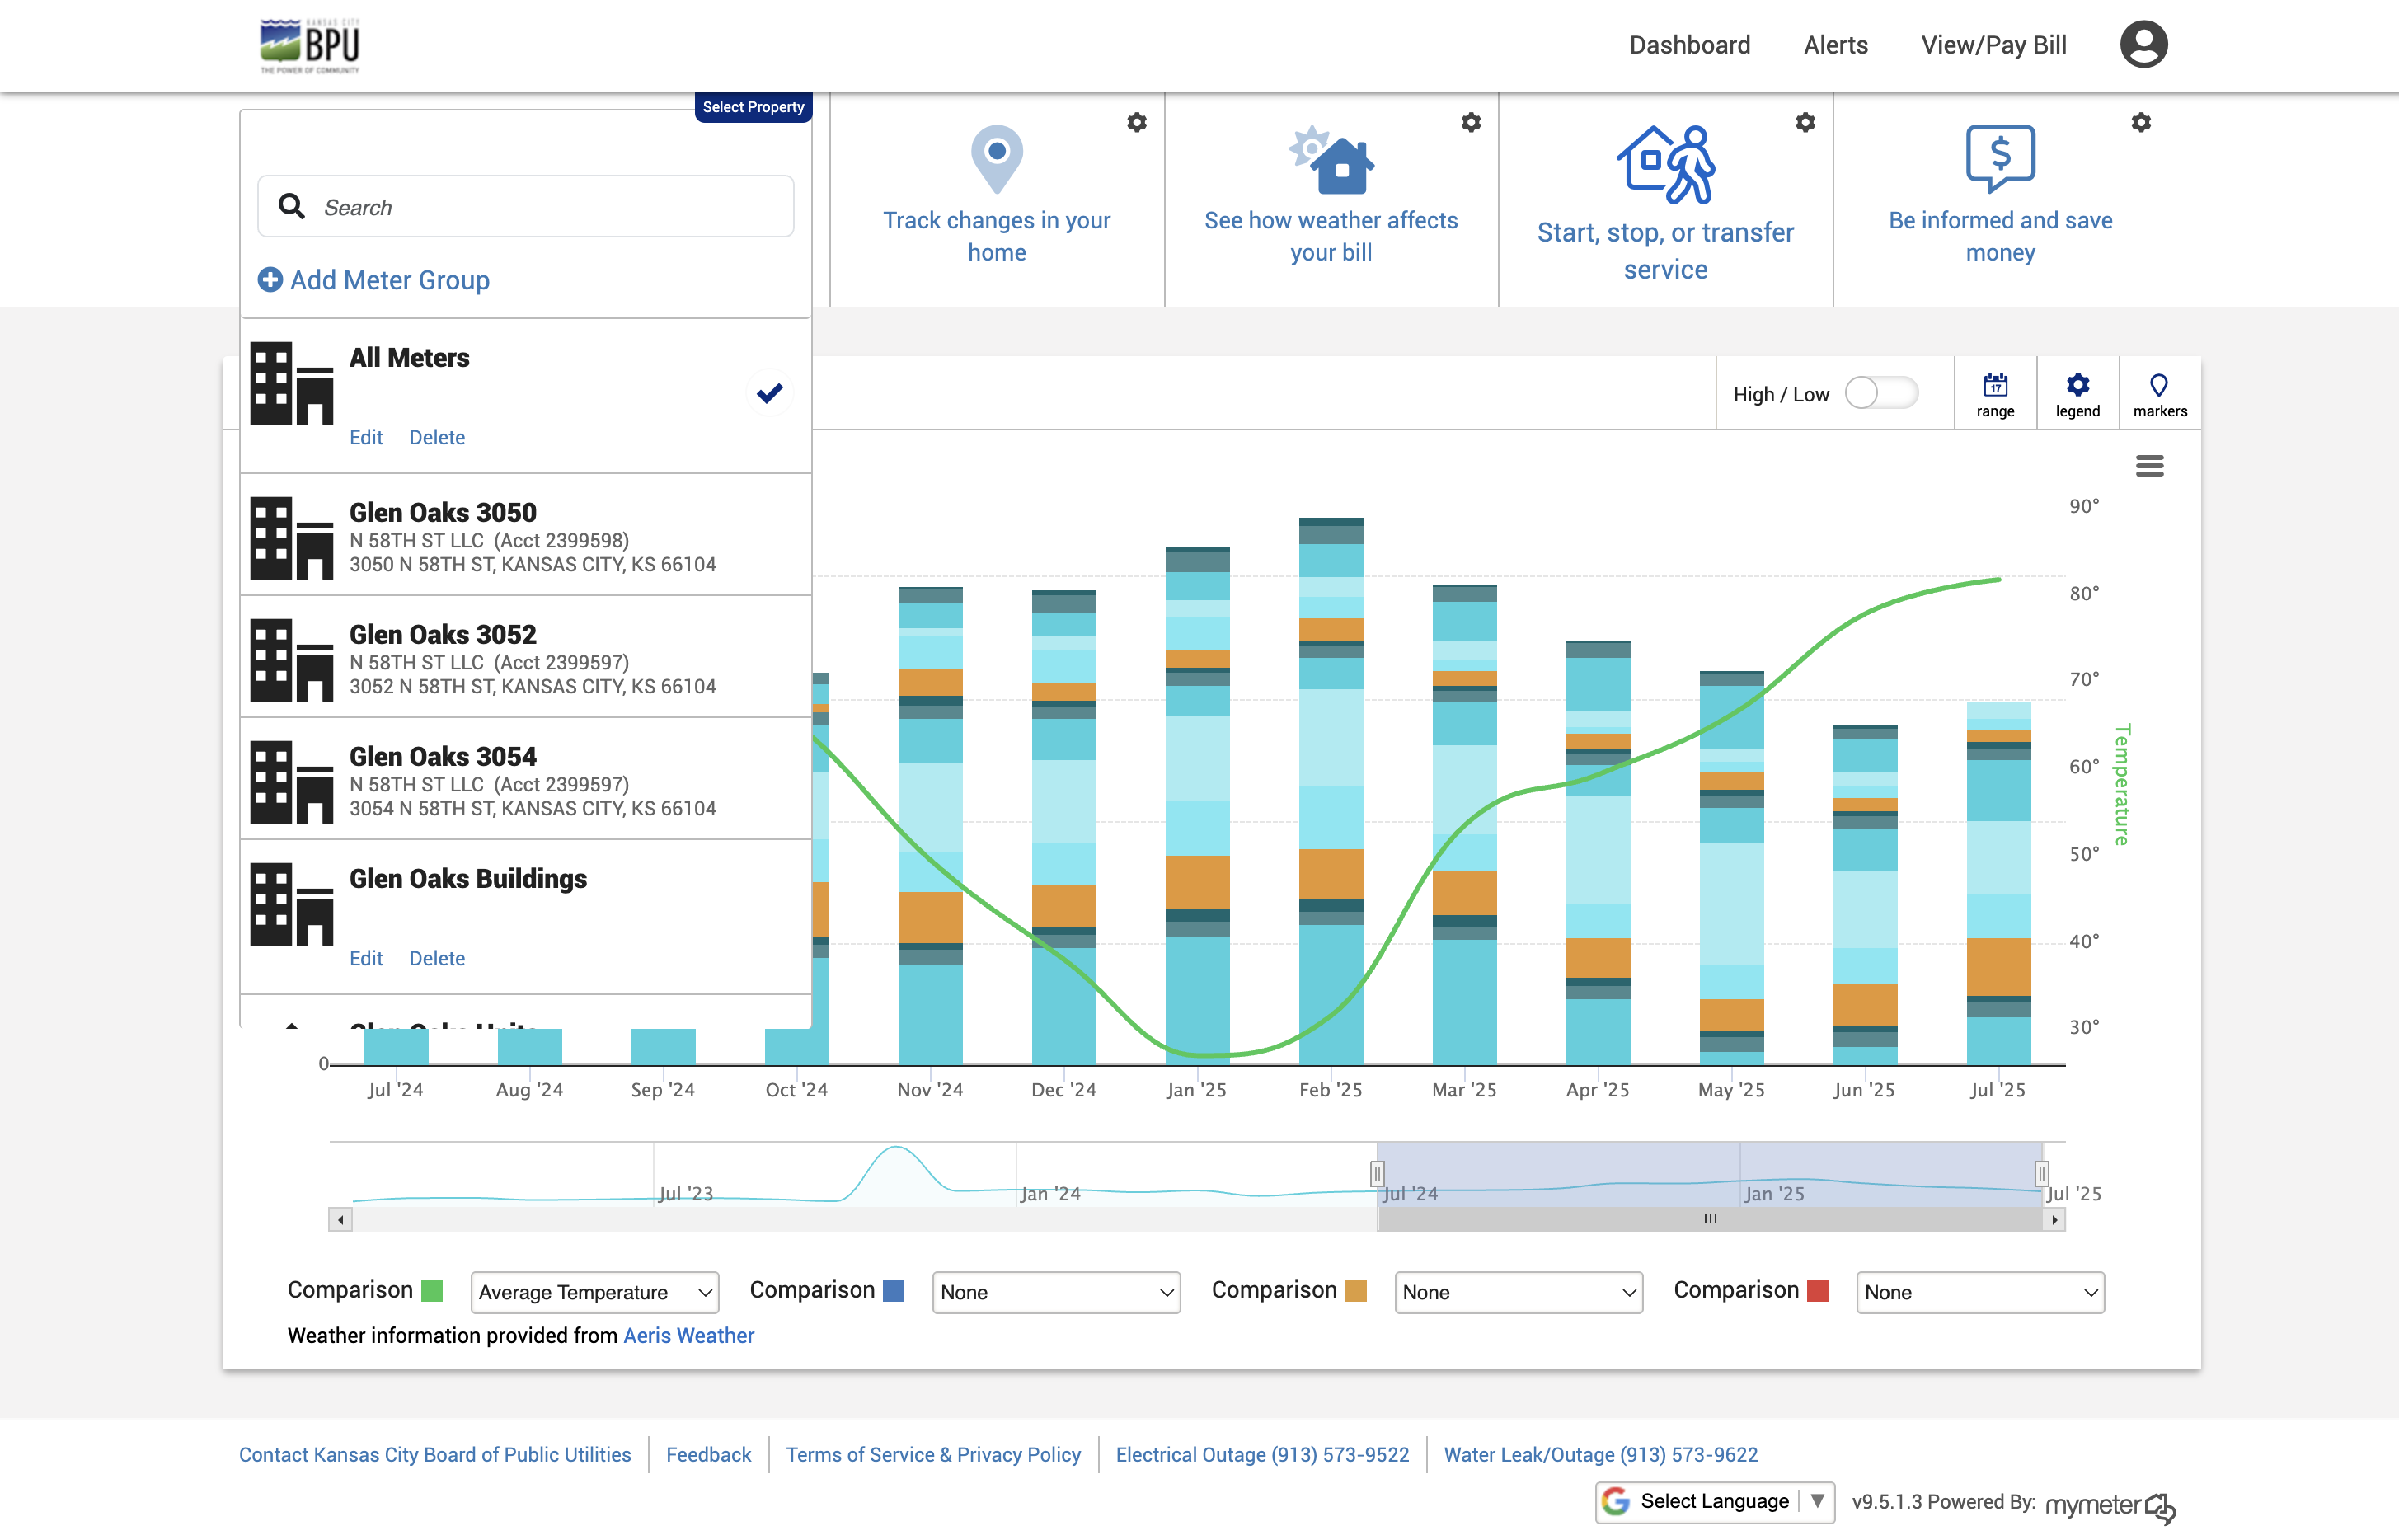 KANSAS CITY
BPU
THE POWER OF COMMUNITY
Dashboard
Alerts
View/Pay Bill
Select Property
Search
Add Meter Group
All Meters
Edit Delete
Glen Oaks 3050
N 58TH ST LLC (Acct 2399598)
3050 N 58TH ST, KANSAS CITY, KS 66104
Glen Oaks 3052
N 58TH ST LLC (Acct 2399597)
3052 N 58TH ST, KANSAS CITY, KS 66104
Glen Oaks 3054
N 58TH ST LLC (Acct 2399597)
3054 N 58TH ST, KANSAS CITY, KS 66104
Glen Oaks Buildings
Edit Delete
Glen Oaks Units
Track changes in your
home
See how weather affects
your bill
Start, stop, or transfer
service
$
Be informed and save
money
High / Low
17
range
legend
markers
90°
80°
70°
60°
50°
40°
30°
Temperature
0
Jul '24
Aug '24
Sep '24
Oct '24
Nov '24
Dec '24
Jan '25
Feb '25
Mar '25
Apr '25
May '25
Jun '25
Jul '25
Jul '23
Jan '24
Jul '24
Jan '25
Jul '25
Comparison Average Temperature
Comparison None
Comparison None
Comparison None
Weather information provided from Aeris Weather
Contact Kansas City Board of Public Utilities
Feedback
Terms of Service & Privacy Policy
Electrical Outage (913) 573-9522
Water Leak/Outage (913) 573-9622
G Select Language ▼
v9.5.1.3 Powered By: mymeter